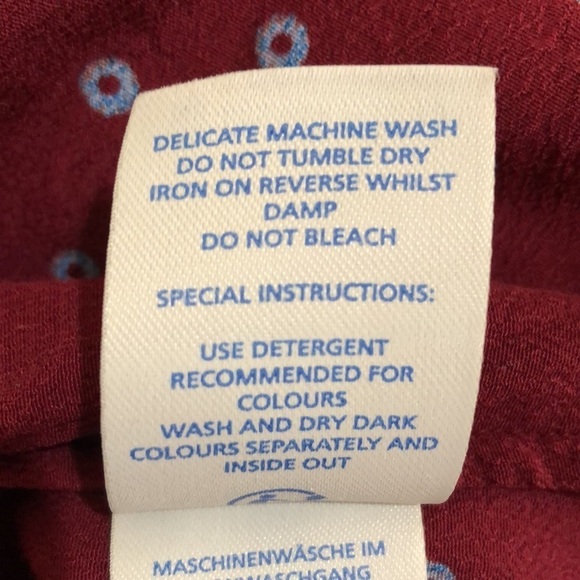 DELICATE MACHINE WASH
DO NOT TUMBLE DRY
IRON ON REVERSE WHILST
DAMP
DO NOT BLEACH
SPECIAL INSTRUCTIONS:
USE DETERGENT
RECOMMENDED FOR
COLOURS
WASH AND DRY DARK
COLOURS SEPARATELY AND
INSIDE OUT
MASCHINENWÄSCHE IM